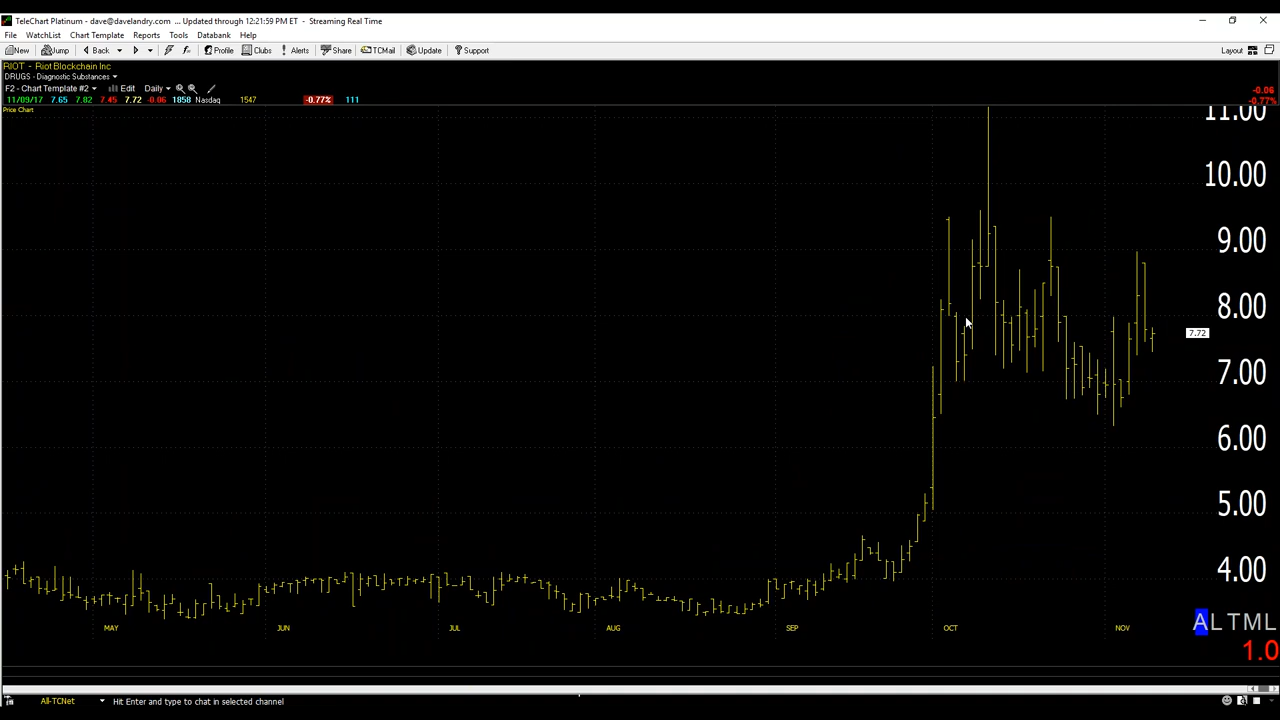 TeleChart Platinum - dave@davelandry.com ... Updated through 12:21:59 PM ET - Streaming Real Time
File WatchList Chart Template Reports Tools Databank Help
New Jump Back Profile Clubs Alerts Share TCMail Update Support Layout
RIOT - Riot Blockchain Inc
DRUGS - Diagnostic Substances
F2 - Chart Template #2 Edit Daily
11/09/17 7.65 7.82 7.45 7.72 -0.06 1858 Nasdaq 1547 -0.77% 111
-0.06
-0.77%
Price Chart
11.00
10.00
9.00
8.00
7.72
7.00
6.00
5.00
4.00
MAY JUN JUL AUG SEP OCT NOV
ALTML
1.0
All-TCNet Hit Enter and type to chat in selected channel